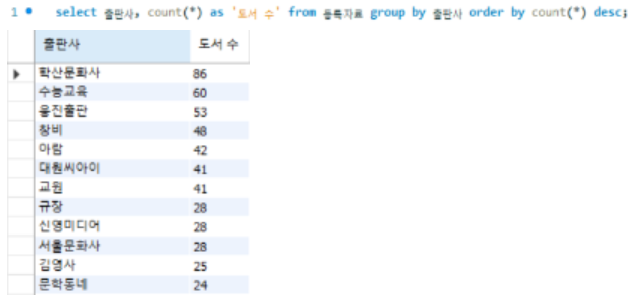 1 select 출판사, count(*) as '도서 수' from 등록자료 group by 출판사 order by count(*) desc;
출판사 도서 수
학산문화사 86
수능교육 60
웅진출판 53
창비 48
아람 42
대원씨아이 41
교원 41
규장 28
신영미디어 28
서울문화사 28
김영사 25
문학동네 24